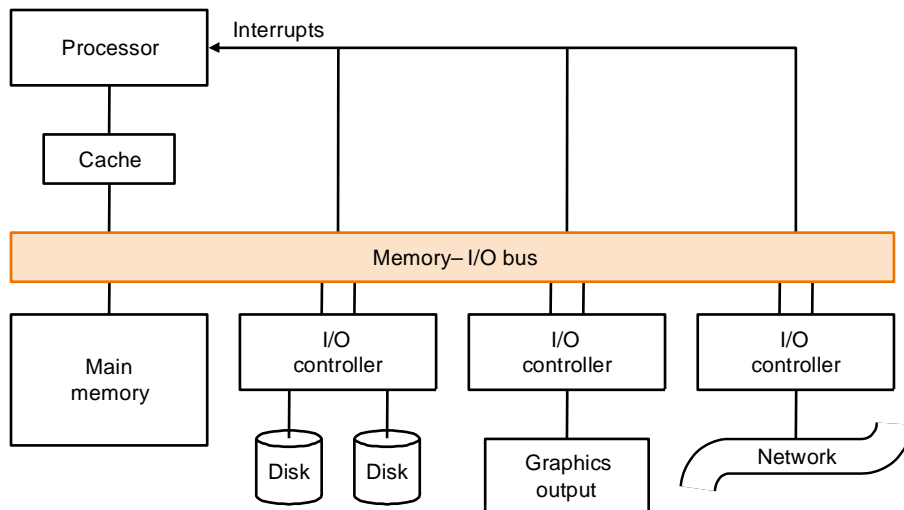 Interrupts
Processor
Cache
Memory– I/O bus
Main
memory
I/O
controller
I/O
controller
I/O
controller
Disk
Disk
Graphics
output
Network